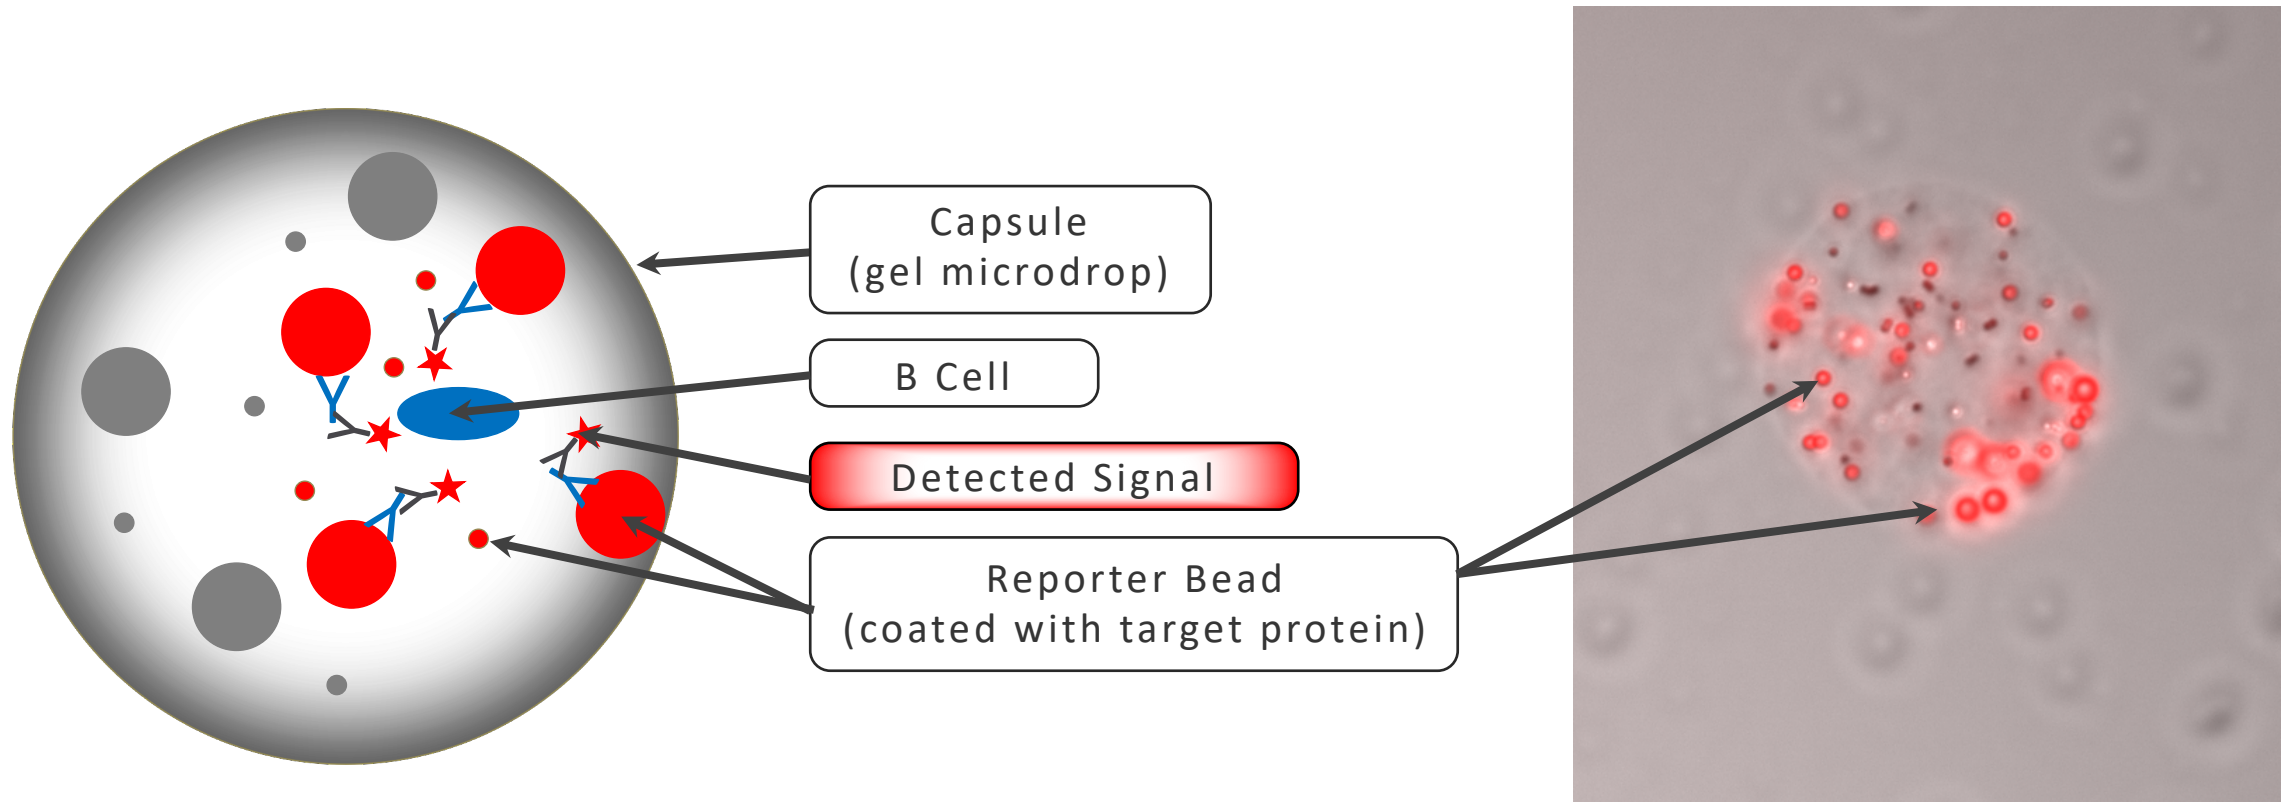 Capsule
(gel microdrop)
B Cell
Detected Signal
Reporter Bead
(coated with target protein)